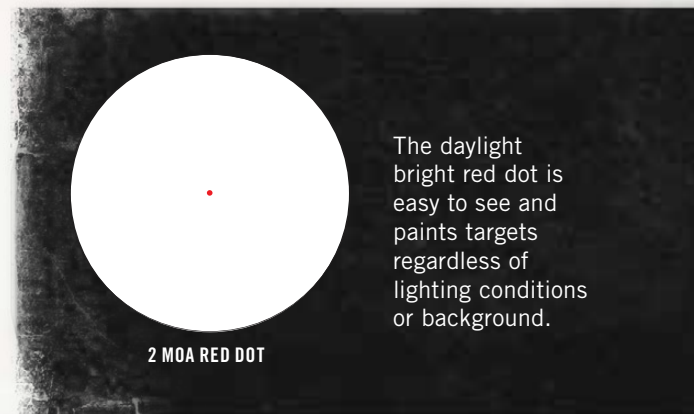 The daylight
bright red dot is
easy to see and
paints targets
regardless of
lighting conditions
or background.
2 MOA RED DOT